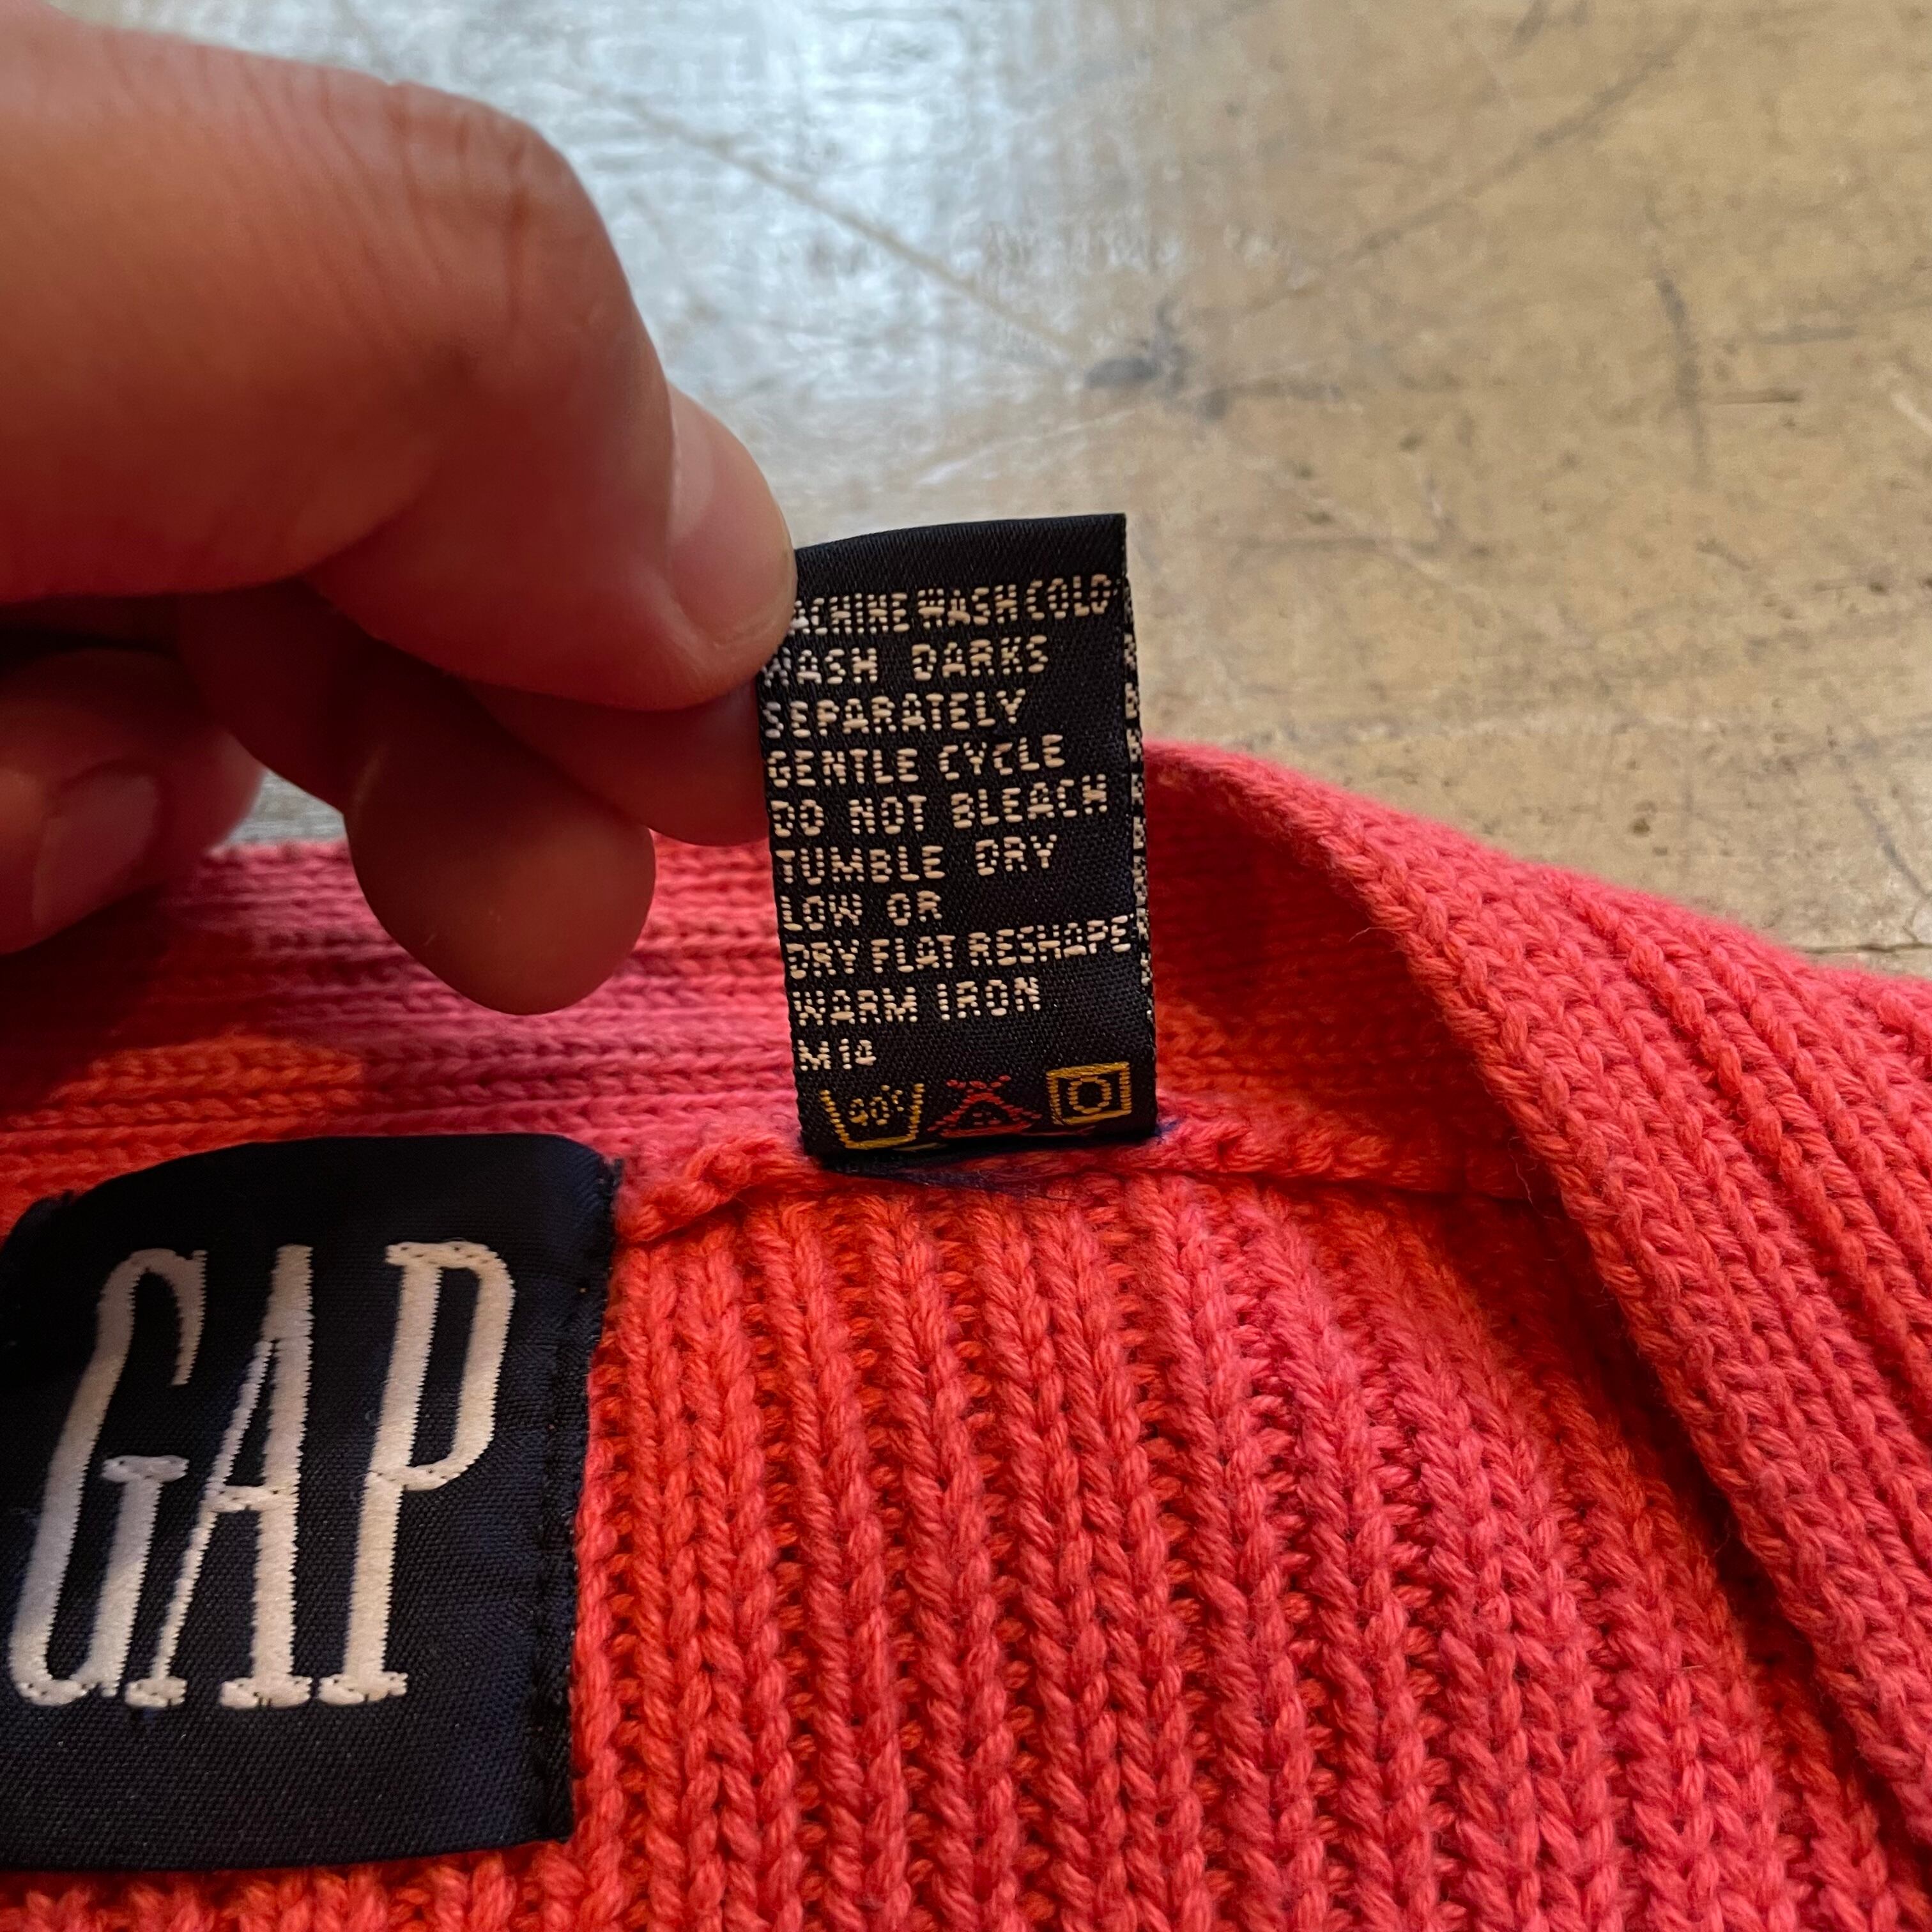 MACHINE WASH COLD
WASH DARKS
SEPARATELY
GENTLE CYCLE
DO NOT BLEACH
TUMBLE DRY
LOW OR
DRY FLAT RESHAPE
WARM IRON
M14
40°C
GAP